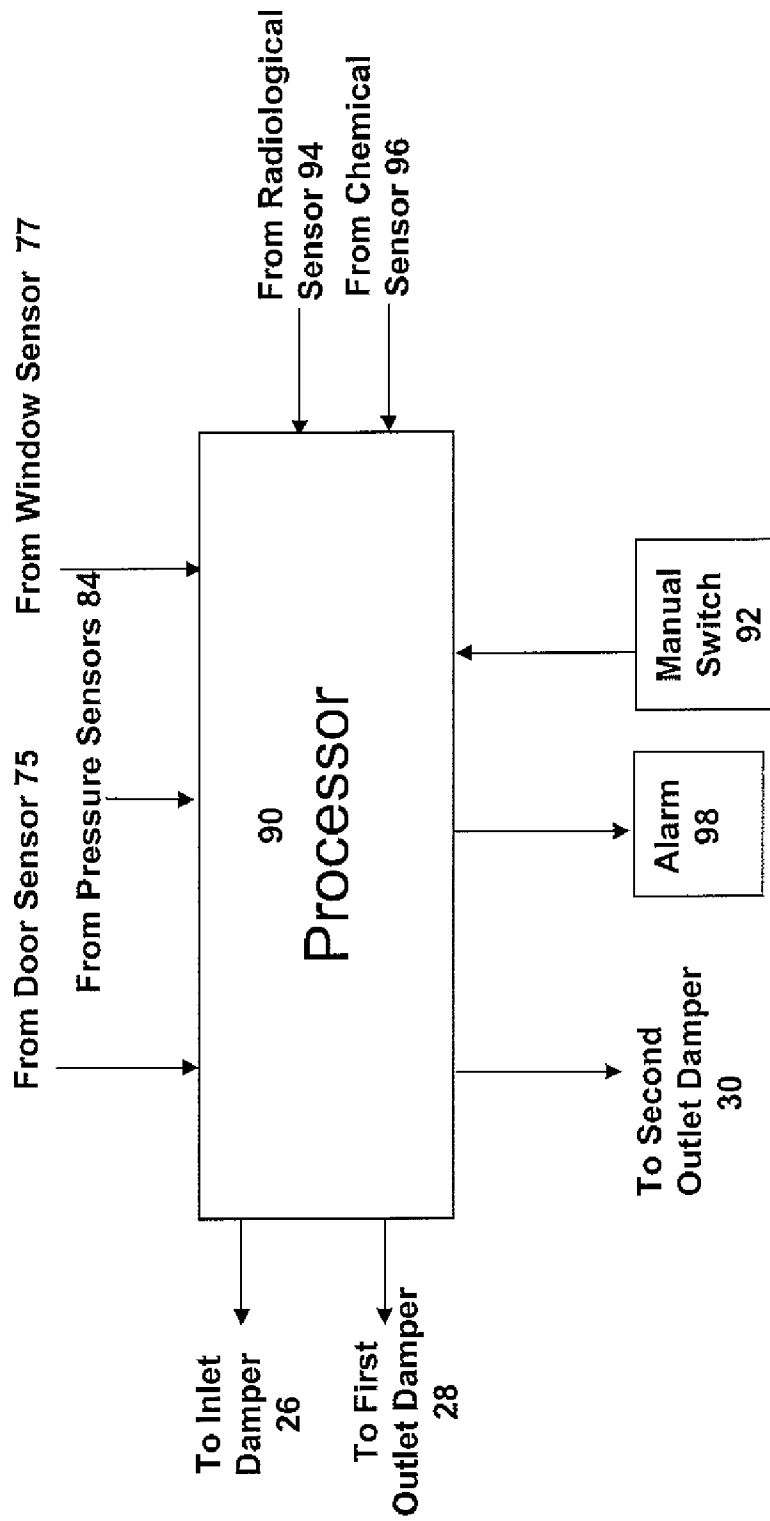 From Door Sensor 75
From Window Sensor 77
From Pressure Sensors 84
To Inlet
Damper
26
To First
Outlet Damper
28
90
Processor
From Radiological
Sensor 94
From Chemical
Sensor 96
To Second
Outlet Damper
30
Alarm
98
Manual
Switch
92